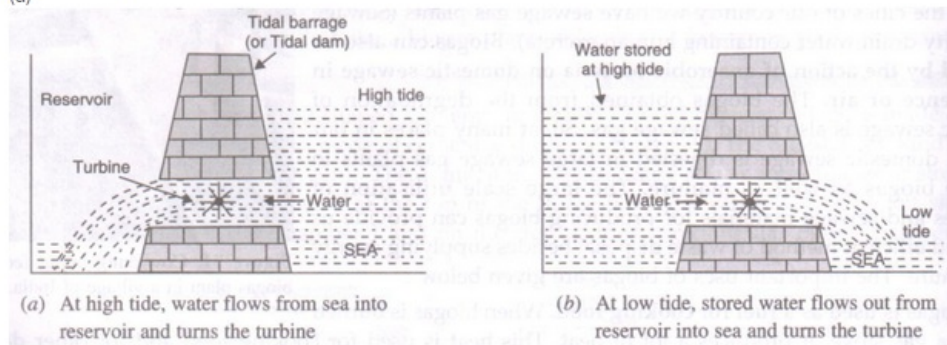 Tidal barrage
(or Tidal dam)
Reservoir
High tide
Turbine
Water
SEA
(a) At high tide, water flows from sea into
reservoir and turns the turbine
Water stored
at high tide
Water
Low
tide
SEA
(b) At low tide, stored water flows out from
reservoir into sea and turns the turbine